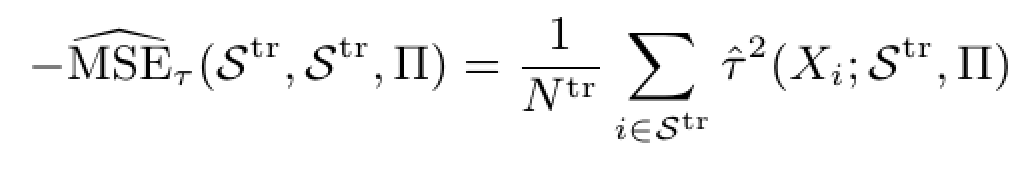 $-\widehat{\mathrm{MSE}}_{\tau}(\mathcal{S}^{\mathrm{tr}}, \mathcal{S}^{\mathrm{tr}}, \Pi) = \frac{1}{N^{\mathrm{tr}}} \sum_{i \in \mathcal{S}^{\mathrm{tr}}} \hat{\tau}^{2}(X_i; \mathcal{S}^{\mathrm{tr}}, \Pi)$